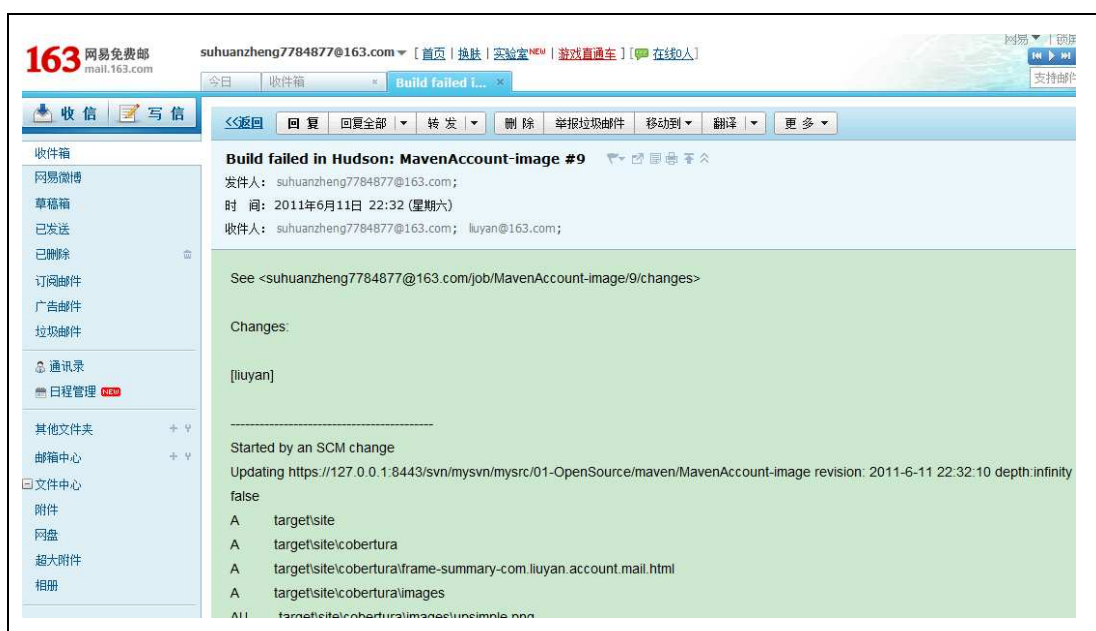 163 网易免费邮
mail.163.com
suhuanzheng7784877@163.com [ 首页 | 换肤 | 实验室NEW | 游戏直通车 ] [ 在线0人 ]
网易
今日 收件箱 × Build failed i... ×
支持邮件
收 信 写 信
<<返回 回 复 回复全部 转 发 删 除 举报垃圾邮件 移动到 翻译 更 多
收件箱
网易微博
草稿箱
已发送
已删除
订阅邮件
广告邮件
垃圾邮件
通讯录
日程管理 NEW
其他文件夹
邮箱中心
文件中心
附件
网盘
超大附件
相册
Build failed in Hudson: MavenAccount-image #9
发件人: suhuanzheng7784877@163.com;
时 间: 2011年6月11日 22:32 (星期六)
收件人: suhuanzheng7784877@163.com; liuyan@163.com;
See <suhuanzheng7784877@163.com/job/MavenAccount-image/9/changes>
Changes:
[liuyan]
------------------------------------------
Started by an SCM change
Updating https://127.0.0.1:8443/svn/mysvn/mysrc/01-OpenSource/maven/MavenAccount-image revision: 2011-6-11 22:32:10 depth:infinity
false
A target\site
A target\site\cobertura
A target\site\cobertura\frame-summary-com.liuyan.account.mail.html
A target\site\cobertura\images
AU target\site\cobertura\images\upsimple.png